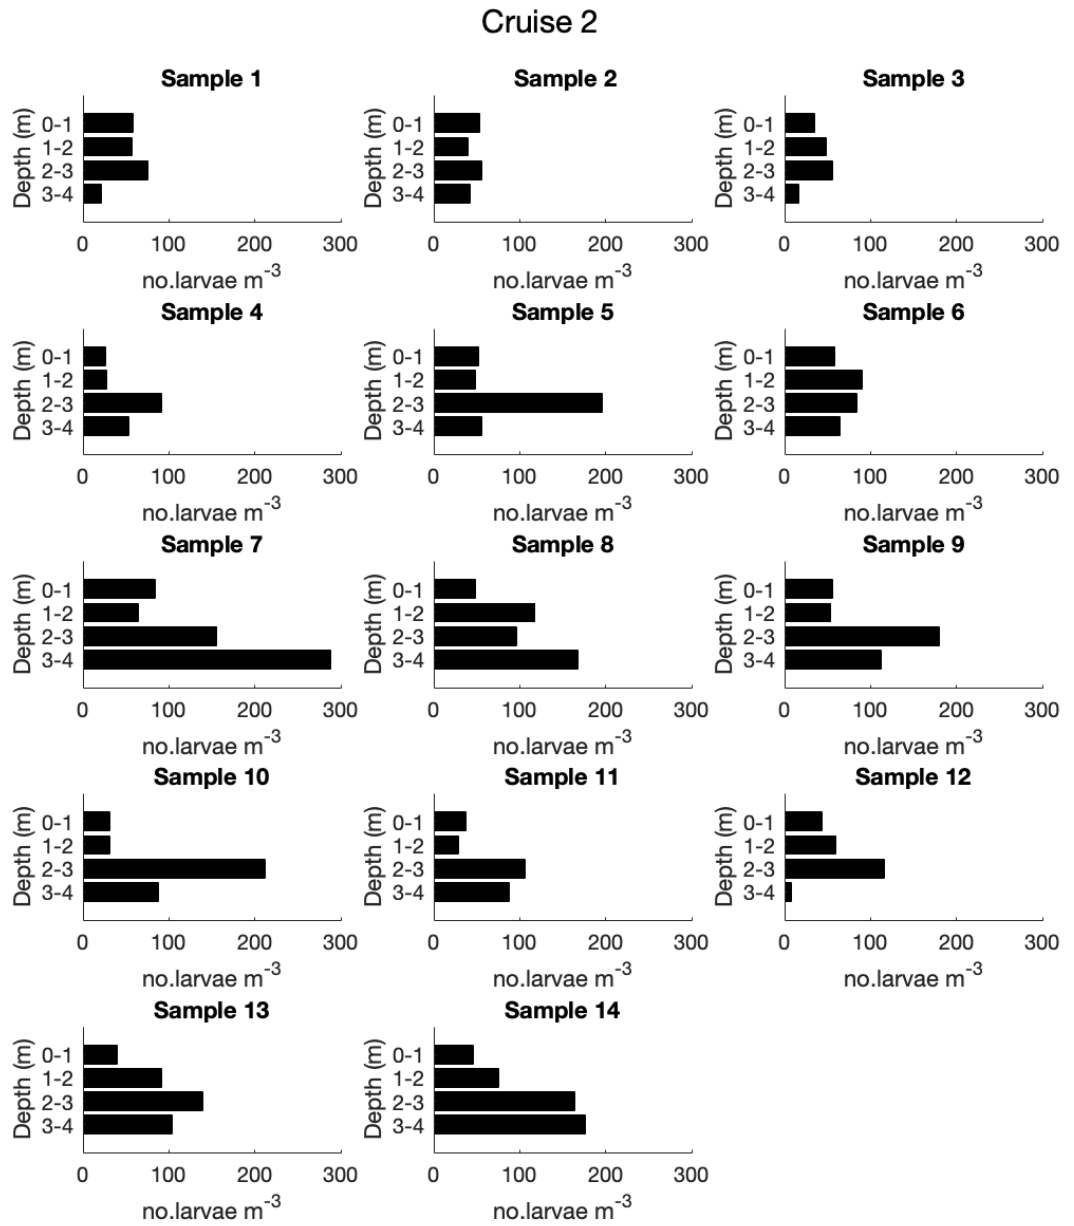 Cruise 2
Sample 1
Depth (m)
0-1
1-2
2-3
3-4
0 100 200 300
no.larvae m-3
Sample 2
Depth (m)
0-1
1-2
2-3
3-4
0 100 200 300
no.larvae m-3
Sample 3
Depth (m)
0-1
1-2
2-3
3-4
0 100 200 300
no.larvae m-3
Sample 4
Depth (m)
0-1
1-2
2-3
3-4
0 100 200 300
no.larvae m-3
Sample 5
Depth (m)
0-1
1-2
2-3
3-4
0 100 200 300
no.larvae m-3
Sample 6
Depth (m)
0-1
1-2
2-3
3-4
0 100 200 300
no.larvae m-3
Sample 7
Depth (m)
0-1
1-2
2-3
3-4
0 100 200 300
no.larvae m-3
Sample 8
Depth (m)
0-1
1-2
2-3
3-4
0 100 200 300
no.larvae m-3
Sample 9
Depth (m)
0-1
1-2
2-3
3-4
0 100 200 300
no.larvae m-3
Sample 10
Depth (m)
0-1
1-2
2-3
3-4
0 100 200 300
no.larvae m-3
Sample 11
Depth (m)
0-1
1-2
2-3
3-4
0 100 200 300
no.larvae m-3
Sample 12
Depth (m)
0-1
1-2
2-3
3-4
0 100 200 300
no.larvae m-3
Sample 13
Depth (m)
0-1
1-2
2-3
3-4
0 100 200 300
no.larvae m-3
Sample 14
Depth (m)
0-1
1-2
2-3
3-4
0 100 200 300
no.larvae m-3